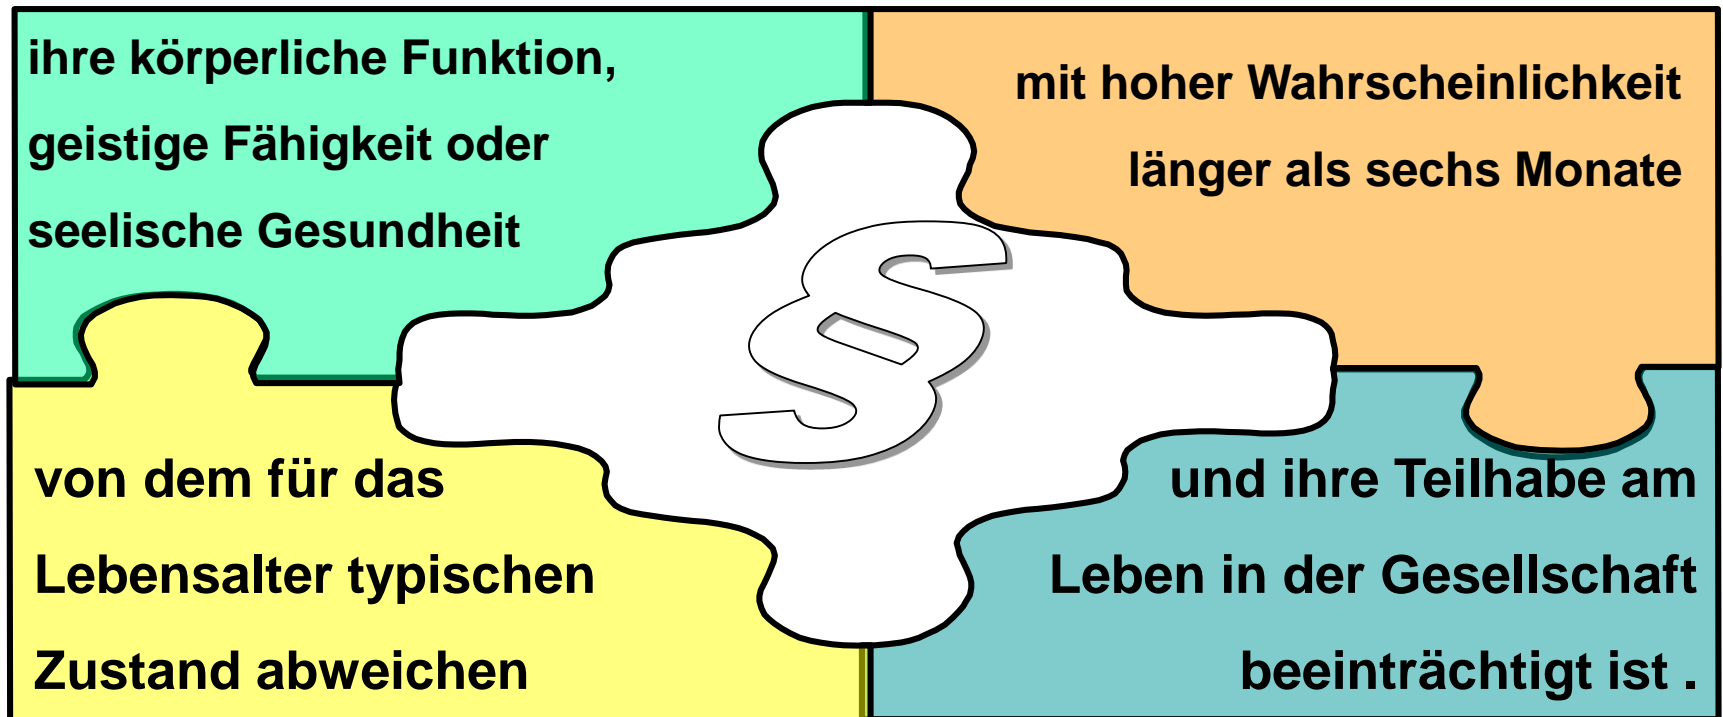 ihre körperliche Funktion,
geistige Fähigkeit oder
seelische Gesundheit
mit hoher Wahrscheinlichkeit
länger als sechs Monate
§
von dem für das
Lebensalter typischen
Zustand abweichen
und ihre Teilhabe am
Leben in der Gesellschaft
beeinträchtigt ist .